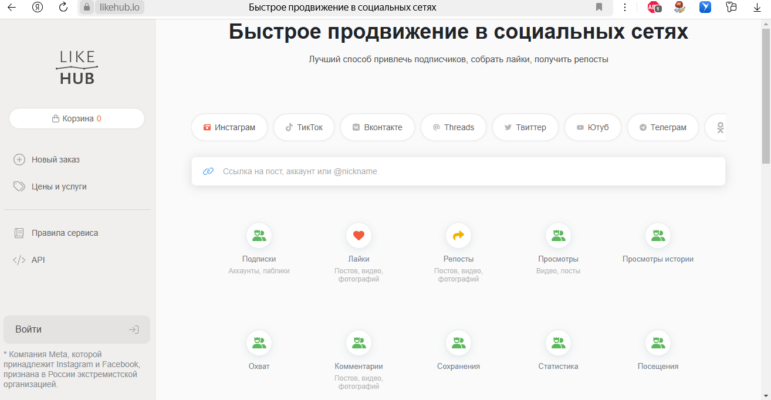 likehub.io
Быстрое продвижение в социальных сетях
LIKE
HUB
Корзина 0
Новый заказ
Цены и услуги
Правила сервиса
API
Войти
* Компания Meta, которой
принадлежит Instagram и Facebook,
признана в России экстремистской
организацией.
Быстрое продвижение в социальных сетях
Лучший способ привлечь подписчиков, собрать лайки, получить репосты
Инстаграм ТикТок Вконтакте Threads Твиттер Ютуб Телеграм
Ссылка на пост, аккаунт или @nickname
Подписки Лайки Репосты Просмотры Просмотры истории
Аккаунты, паблики Постов, видео, Постов, видео, Видео, посты
фотографий фотографий
Охват Комментарии Сохранения Статистика Посещения
Постов, видео,
фотографий